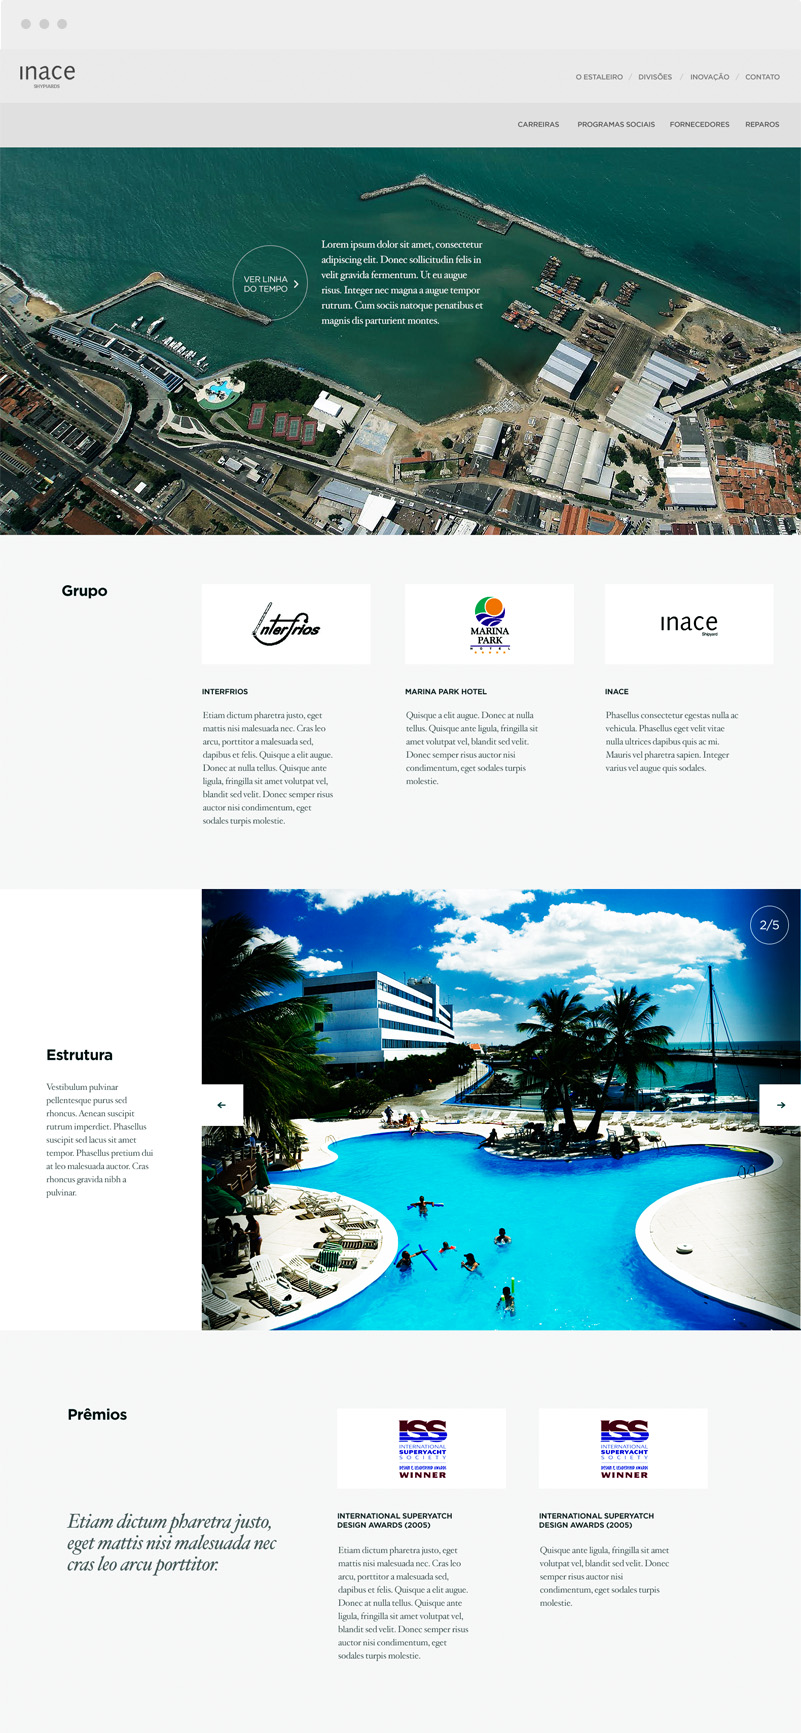 inace
SHYPIARDS
O ESTALEIRO / DIVISÕES / INOVAÇÃO / CONTATO
CARREIRAS PROGRAMAS SOCIAIS FORNECEDORES REPAROS
VER LINHA
DO TEMPO
Lorem ipsum dolor sit amet, consectetur
adipiscing elit. Donec sollicitudin felis in
velit gravida fermentum. Ut eu augue
risus. Integer nec magna a augue tempor
rutrum. Cum sociis natoque penatibus et
magnis dis parturient montes.
Grupo
Interfrios
INTERFRIOS
Etiam dictum pharetra justo, eget
mattis nisi malesuada nec. Cras leo
arcu, porttitor a malesuada sed,
dapibus et felis. Quisque a elit augue.
Donec at nulla tellus. Quisque ante
ligula, fringilla sit amet volutpat vel,
blandit sed velit. Donec semper risus
auctor nisi condimentum, eget
sodales turpis molestie.
MARINA
PARK
HOTEL
MARINA PARK HOTEL
Quisque a elit augue. Donec at nulla
tellus. Quisque ante ligula, fringilla sit
amet volutpat vel, blandit sed velit.
Donec semper risus auctor nisi
condimentum, eget sodales turpis
molestie.
inace
Shipyard
INACE
Phasellus consectetur egestas nulla ac
vehicula. Phasellus eget velit vitae
nulla ultrices dapibus quis ac mi.
Mauris vel pharetra sapien. Integer
varius vel augue quis sodales.
2/5
Estrutura
Vestibulum pulvinar
pellentesque purus sed
rhoncus. Aenean suscipit
rutrum imperdiet. Phasellus
suscipit sed lacus sit amet
tempor. Phasellus pretium dui
at leo malesuada auctor. Cras
rhoncus gravida nibh a
pulvinar.
Prêmios
Etiam dictum pharetra justo,
eget mattis nisi malesuada nec
cras leo arcu porttitor.
ISS
INTERNATIONAL
SUPERYACHT
SOCIETY
DESIGN & LEADERSHIP AWARDS
WINNER
INTERNATIONAL SUPERYATCH
DESIGN AWARDS (2005)
Etiam dictum pharetra justo, eget
mattis nisi malesuada nec. Cras leo
arcu, porttitor a malesuada sed,
dapibus et felis. Quisque a elit augue.
Donec at nulla tellus. Quisque ante
ligula, fringilla sit amet volutpat vel,
blandit sed velit. Donec semper risus
auctor nisi condimentum, eget
sodales turpis molestie.
ISS
INTERNATIONAL
SUPERYACHT
SOCIETY
DESIGN & LEADERSHIP AWARDS
WINNER
INTERNATIONAL SUPERYATCH
DESIGN AWARDS (2005)
Quisque ante ligula, fringilla sit amet
volutpat vel, blandit sed velit. Donec
semper risus auctor nisi
condimentum, eget sodales turpis
molestie.